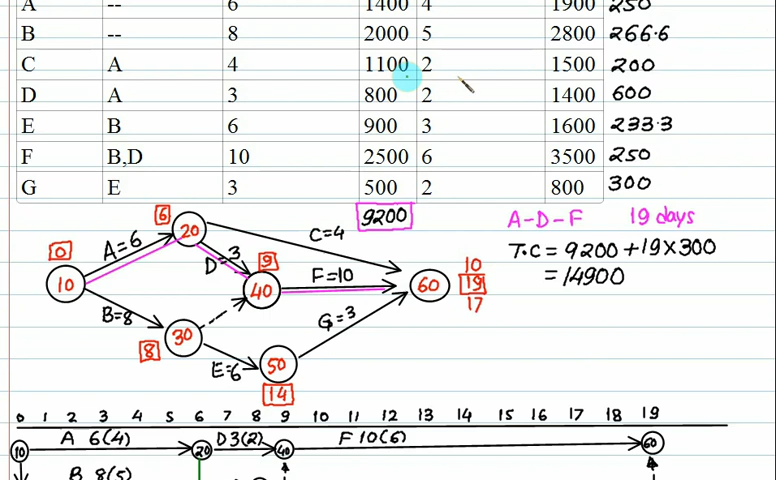 A -- 6 1400 4 1900 250
B -- 8 2000 5 2800 266.6
C A 4 1100 2 1500 200
D A 3 800 2 1400 600
E B 6 900 3 1600 233.3
F B,D 10 2500 6 3500 250
G E 3 500 2 800 300
9200
A-D-F 19 days
T.C = 9200 + 19x300
= 14900
6
20
C=4
0
A=6
D=3
9
10
10
40
F=10
60
19
17
B=8
G=3
8
30
E=6
50
14
0 1 2 3 4 5 6 7 8 9 10 11 12 13 14 15 16 17 18 19
A 6(4) D3(2) F 10(6)
10 20 40 60
B 8(5)